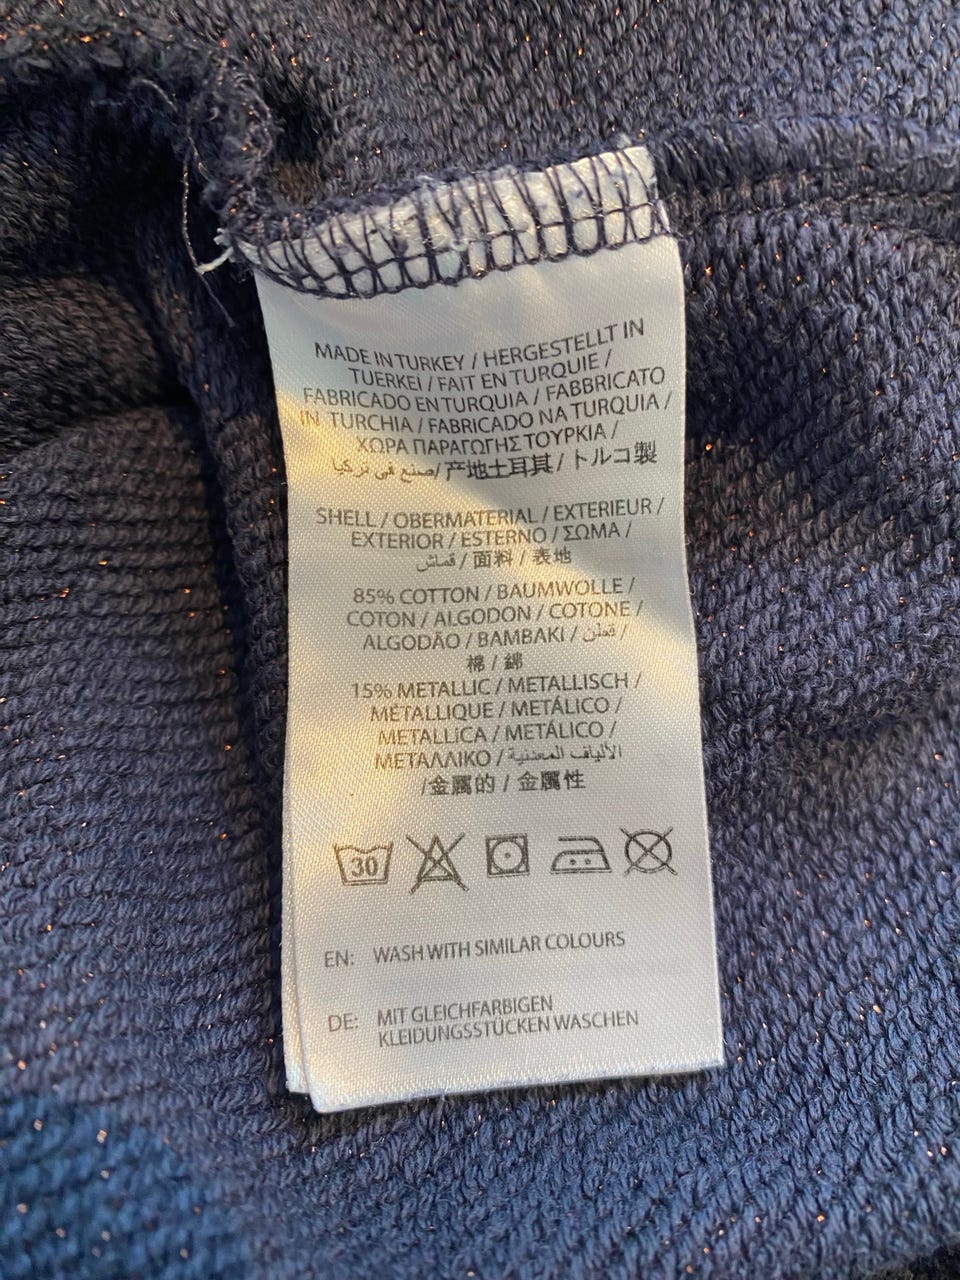 MADE IN TURKEY / HERGESTELLT IN
TUERKEI / FAIT EN TURQUIE /
FABRICADO EN TURQUIA / FABBRICATO
IN TURCHIA / FABRICADO NA TURQUIA /
ΧΩΡΑ ΠΑΡΑΓΩΓΗΣ ΤΟΥΡΚΙΑ /
صنع في تركيا/产地土耳其 / トルコ製
SHELL / OBERMATERIAL / EXTERIEUR /
EXTERIOR / ESTERNO / ΣΩΜΑ /
قماش / 面料 / 表地
85% COTTON / BAUMWOLLE /
COTON / ALGODON / COTONE /
ALGODÃO / BAMBAKI / قطن /
棉 / 綿
15% METALLIC / METALLISCH /
MÉTALLIQUE / METÁLICO /
METALLiCA / METÁLICO /
ΜΕΤΑΛΛΙΚΟ / الألياف المعدنية
/金属的 / 金属性
30
EN: WASH WITH SIMILAR COLOURS
DE: MIT GLEICHFARBIGEN
KLEIDUNGSSTÜCKEN WASCHEN